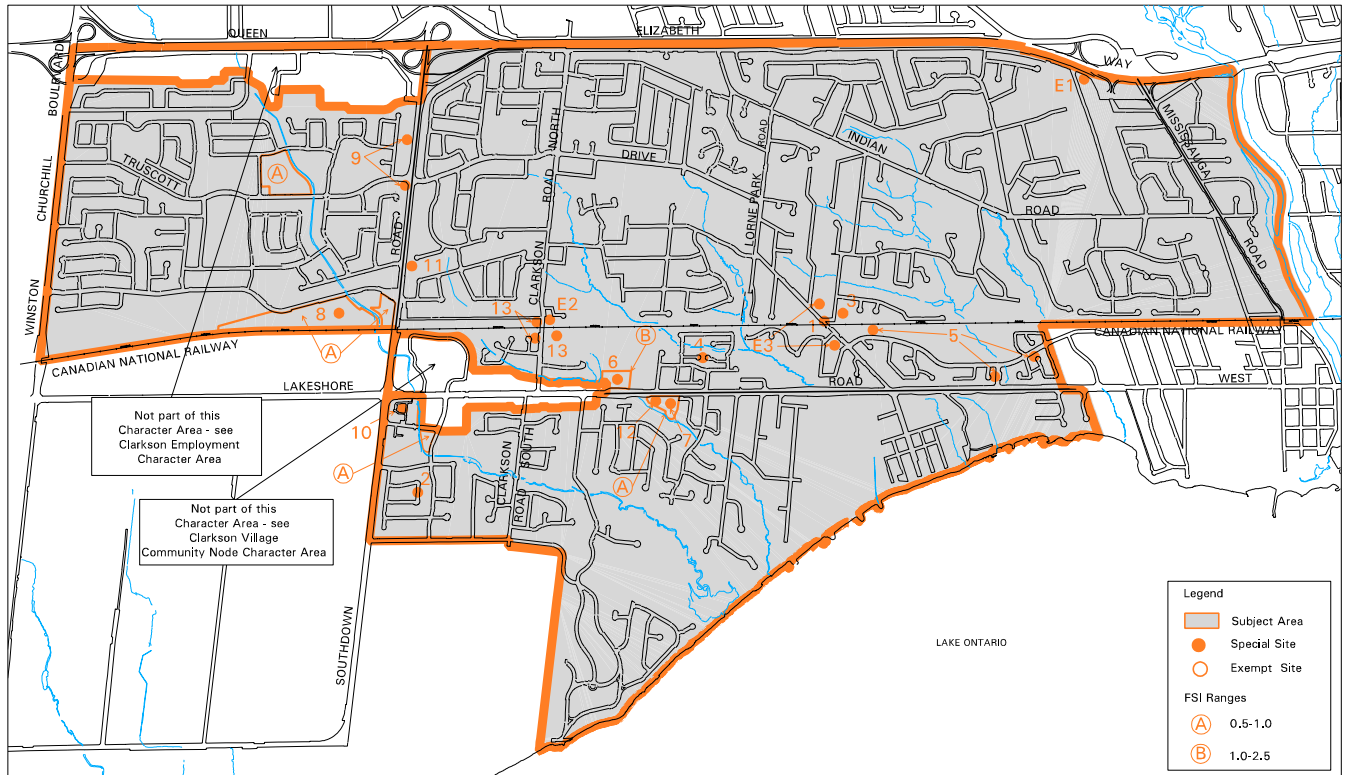 QUEEN
ELIZABETH
WAY
BOULEVARD
E1
MISSISSAUGA
ROAD
NORTH
ROAD
INDIAN
9
DRIVE
TRUSCOTT
A
LORNE PARK
ROAD
CHURCHILL
ROAD
ROAD
11
CLARKSON
WINSTON
E2
8
13
3
1
CANADIAN NATIONAL RAILWAY
A
13
B
E3
5
CANADIAN NATIONAL RAILWAY
4
6
LAKESHORE
ROAD
WEST
Not part of this
Character Area - see
Clarkson Employment
Character Area
10
12
7
A
CLARKSON
ROAD SOUTH
A
2
Not part of this
Character Area - see
Clarkson Village
Community Node Character Area
SOUTHDOWN
LAKE ONTARIO
Legend
Subject Area
Special Site
Exempt Site
FSI Ranges
A 0.5-1.0
B 1.0-2.5